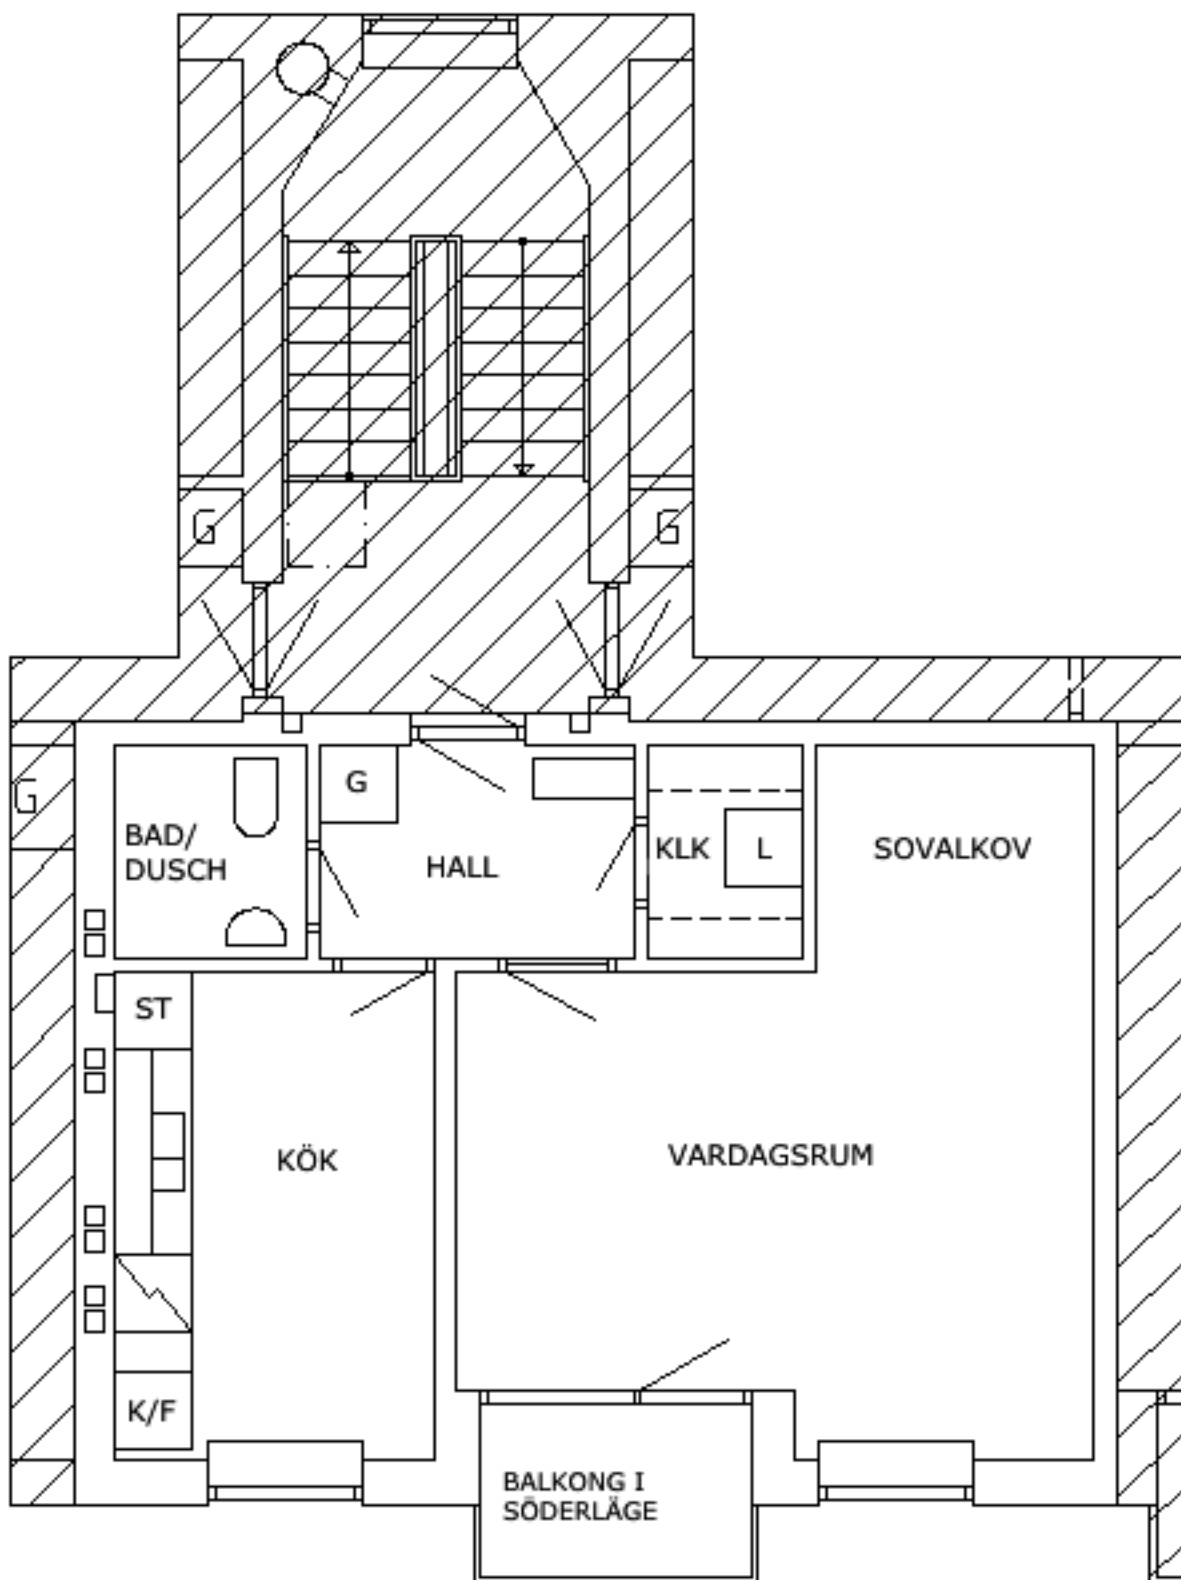 G
G
G
G
BAD/
DUSCH
HALL
KLK
L
SOVALKOV
ST
KÖK
VARDAGSRUM
K/F
BALKONG I
SÖDERLÄGE